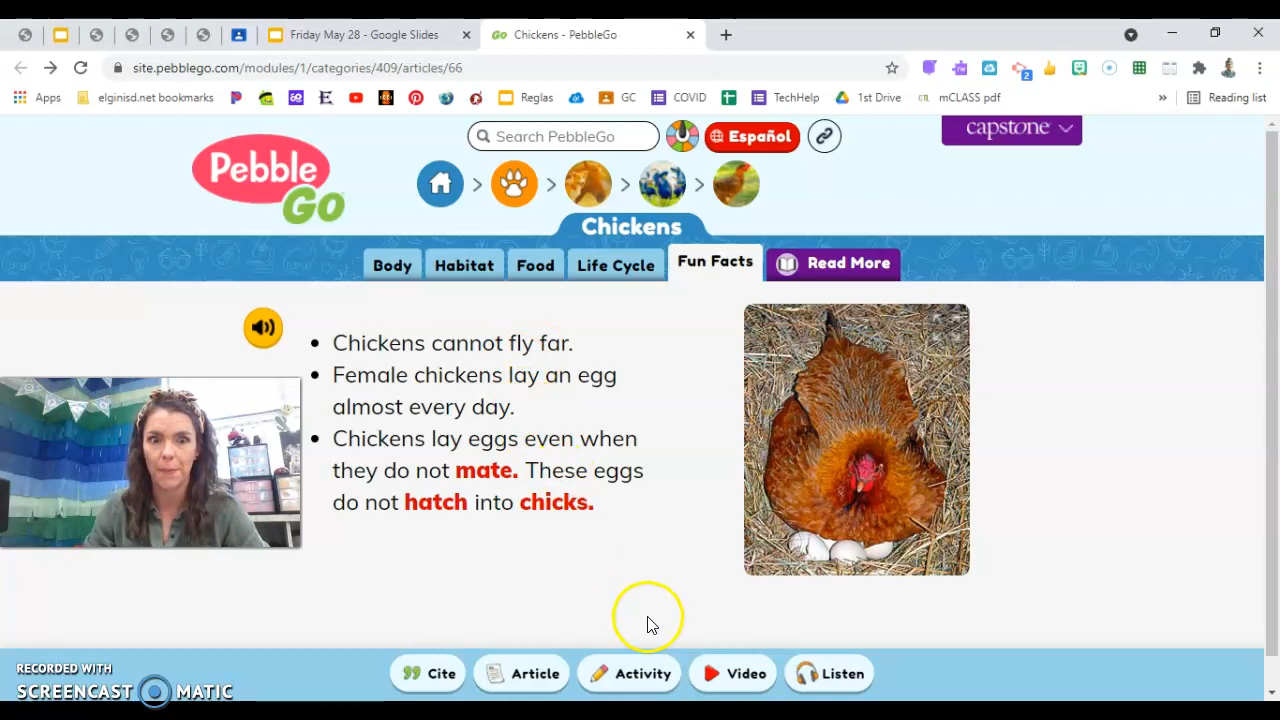 Friday May 28 - Google Slides
Chickens - PebbleGo
site.pebblego.com/modules/1/categories/409/articles/66
2
Apps
elginisd.net bookmarks
Reglas
GC
COVID
TechHelp
1st Drive
mCLASS pdf
Reading list
Pebble
Go
Search PebbleGo
Español
capstone
Chickens
Body
Habitat
Food
Life Cycle
Fun Facts
Read More
• Chickens cannot fly far.
• Female chickens lay an egg
almost every day.
• Chickens lay eggs even when
they do not mate. These eggs
do not hatch into chicks.
Cite
Article
Activity
Video
Listen
RECORDED WITH
SCREENCAST MATIC